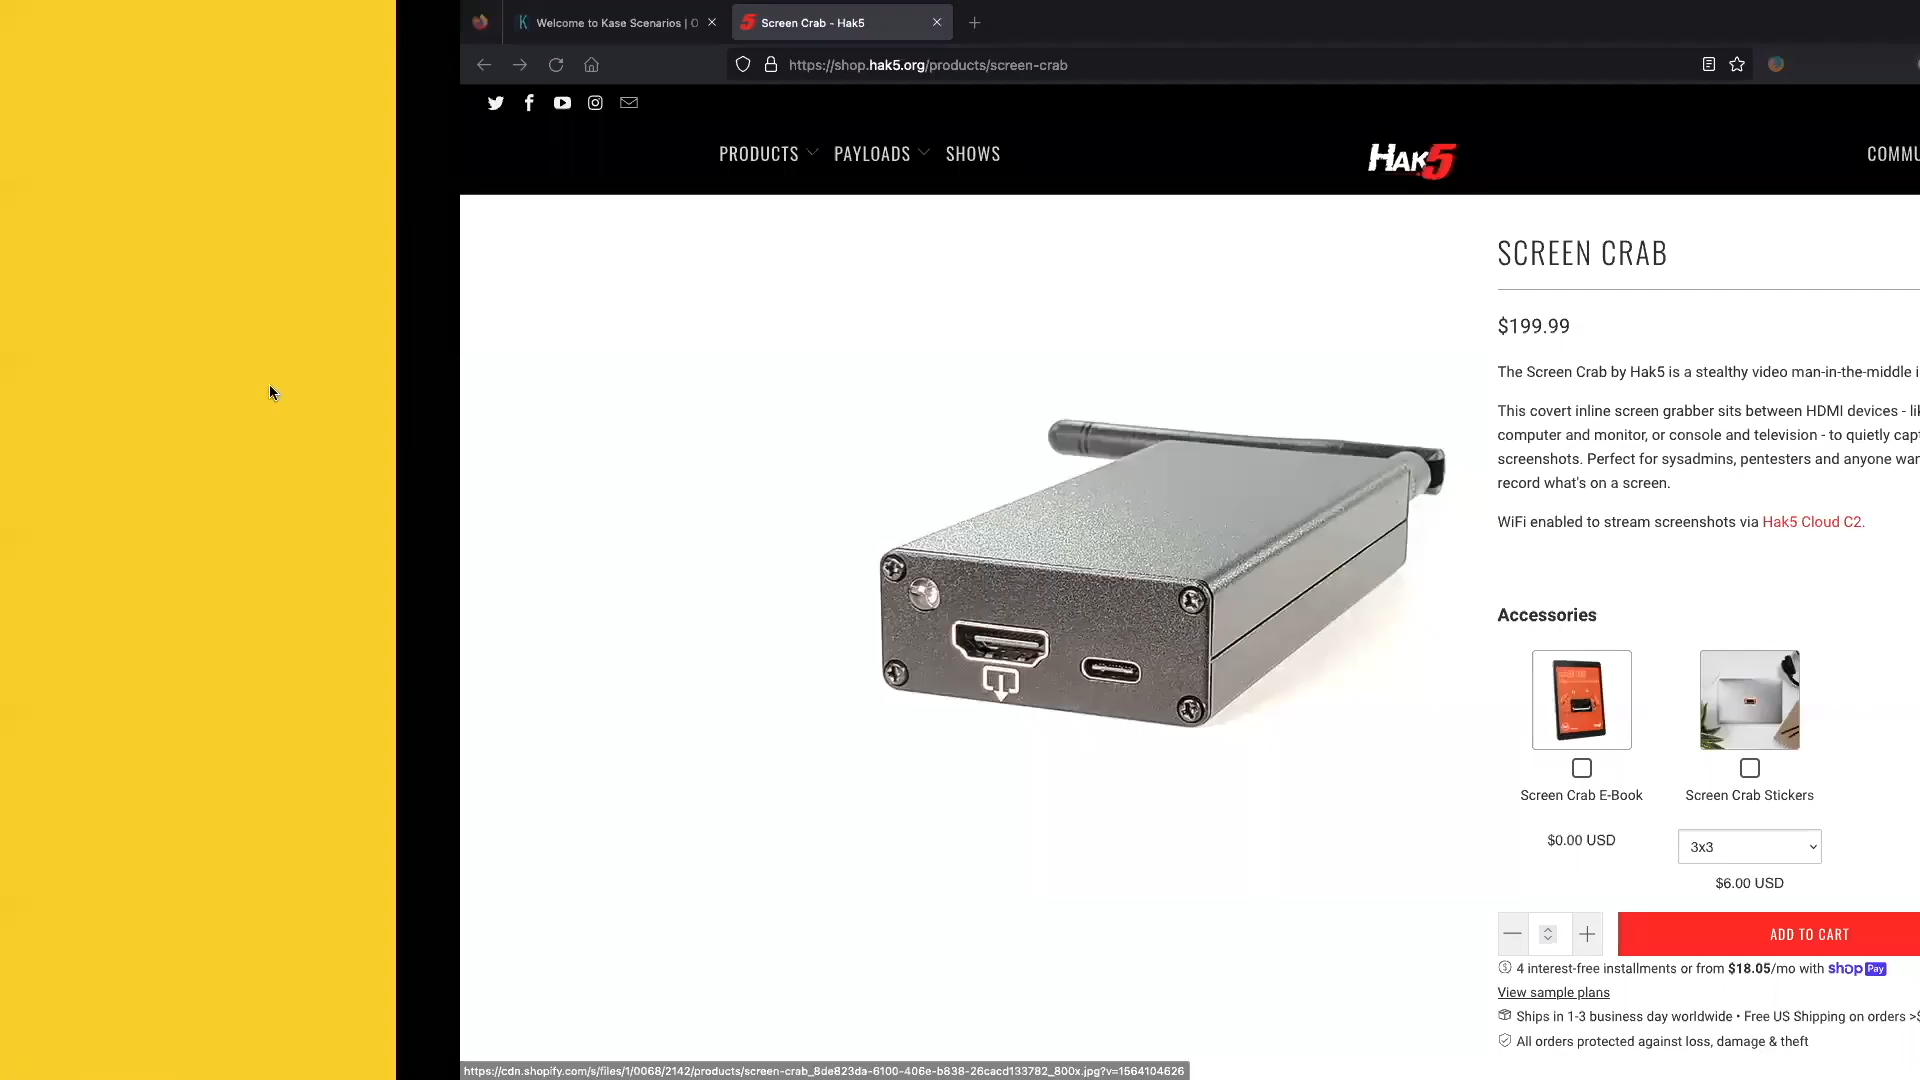 Welcome to Kase Scenarios | O
Screen Crab - Hak5
https://shop.hak5.org/products/screen-crab
PRODUCTS
PAYLOADS
SHOWS
HAK5
COMMU
SCREEN CRAB
$199.99
The Screen Crab by Hak5 is a stealthy video man-in-the-middle i
This covert inline screen grabber sits between HDMI devices - lik
computer and monitor, or console and television - to quietly capt
screenshots. Perfect for sysadmins, pentesters and anyone wan
record what's on a screen.
WiFi enabled to stream screenshots via Hak5 Cloud C2.
Accessories
Screen Crab E-Book
Screen Crab Stickers
$0.00 USD
3x3
$6.00 USD
ADD TO CART
4 interest-free installments or from $18.05/mo with shop Pay
View sample plans
Ships in 1-3 business day worldwide • Free US Shipping on orders >$
All orders protected against loss, damage & theft
https://cdn.shopify.com/s/files/1/0068/2142/products/screen-crab_8de823da-6100-406e-b838-26cacd133782_800x.jpg?v=1564104626